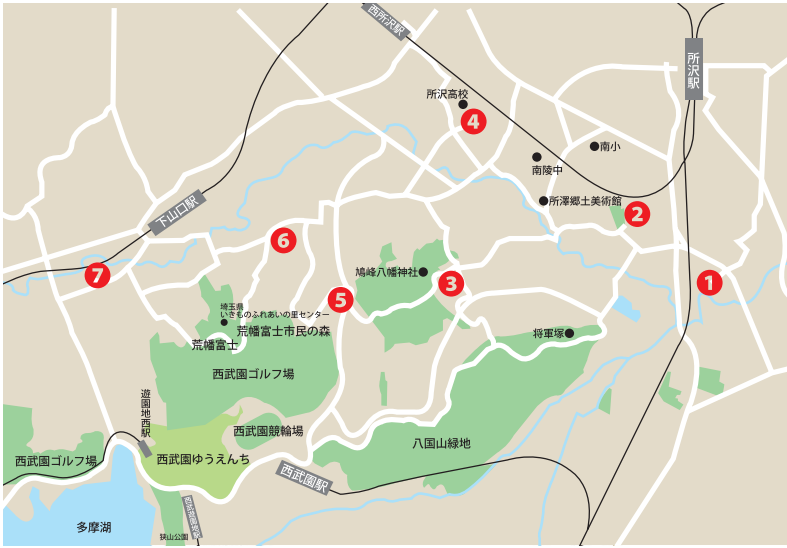 西所沢駅
所沢駅
所沢高校
4
南小
南陵中
所澤郷土美術館
2
下山口駅
6
7
鳩峰八幡神社
3
1
5
埼玉県
いきものふれあいの里センター
荒幡富士市民の森
荒幡富士
将軍塚
西武園ゴルフ場
遊園地西駅
西武園競輪場
八国山緑地
西武園ゴルフ場
西武園ゆうえんち
西武園駅
多摩湖
西武遊園地駅
狭山公園